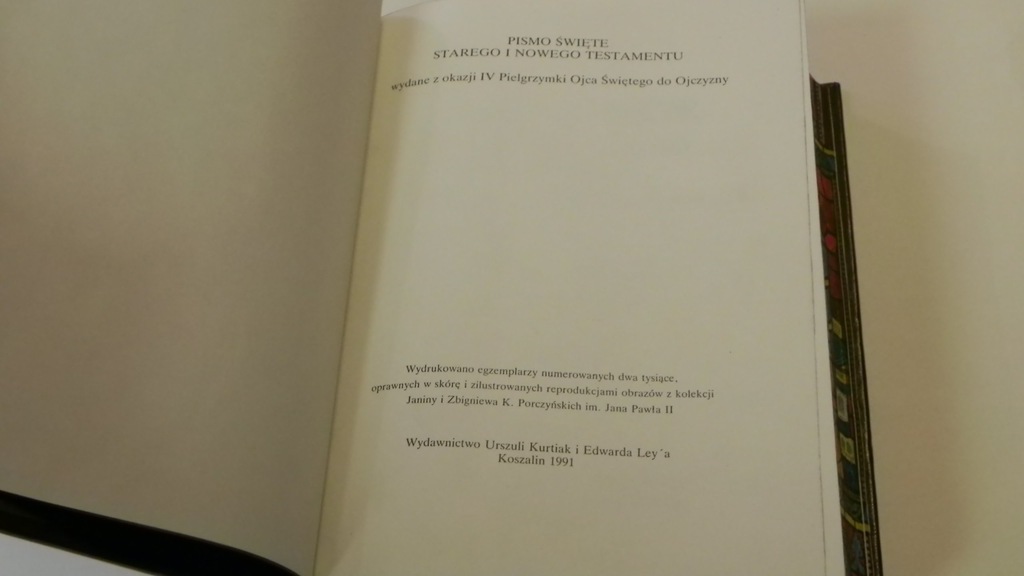 PISMO ŚWIĘTE
STAREGO I NOWEGO TESTAMENTU
wydane z okazji IV Pielgrzymki Ojca Świętego do Ojczyzny
Wydrukowano egzemplarzy numerowanych dwa tysiące,
oprawnych w skórę i zilustrowanych reprodukcjami obrazów z kolekcji
Janiny i Zbigniewa K. Porczyńskich im. Jana Pawła II
Wydawnictwo Urszuli Kurtiak i Edwarda Ley'a
Koszalin 1991